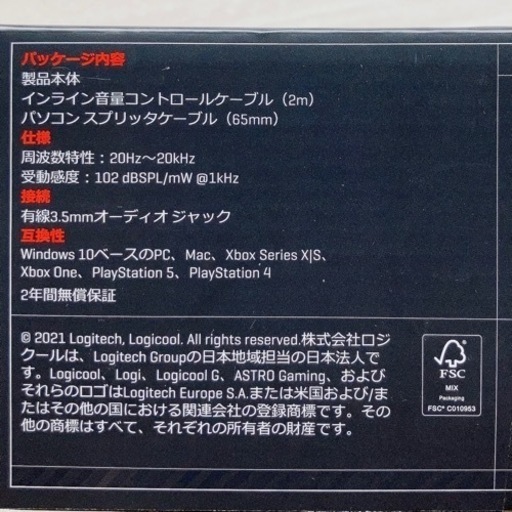 パッケージ内容
製品本体
インライン音量コントロールケーブル（2m）
パソコン スプリッタケーブル（65mm）
仕様
周波数特性：20Hz～20kHz
受動感度：102 dBSPL/mW @1kHz
接続
有線3.5mmオーディオ ジャック
互換性
Windows 10ベースのPC、Mac、Xbox Series X|S、
Xbox One、PlayStation 5、PlayStation 4
2年間無償保証
© 2021 Logitech, Logicool. All rights reserved.株式会社ロジ
クールは、Logitech Groupの日本地域担当の日本法人で
す。Logicool、Logi、Logicool G、ASTRO Gaming、および
それらのロゴはLogitech Europe S.A.または米国および/ま
たはその他の国における関連会社の登録商標です。その
他の商標はすべて、それぞれの所有者の財産です。
FSC
MIX
Packaging
FSC® C010953